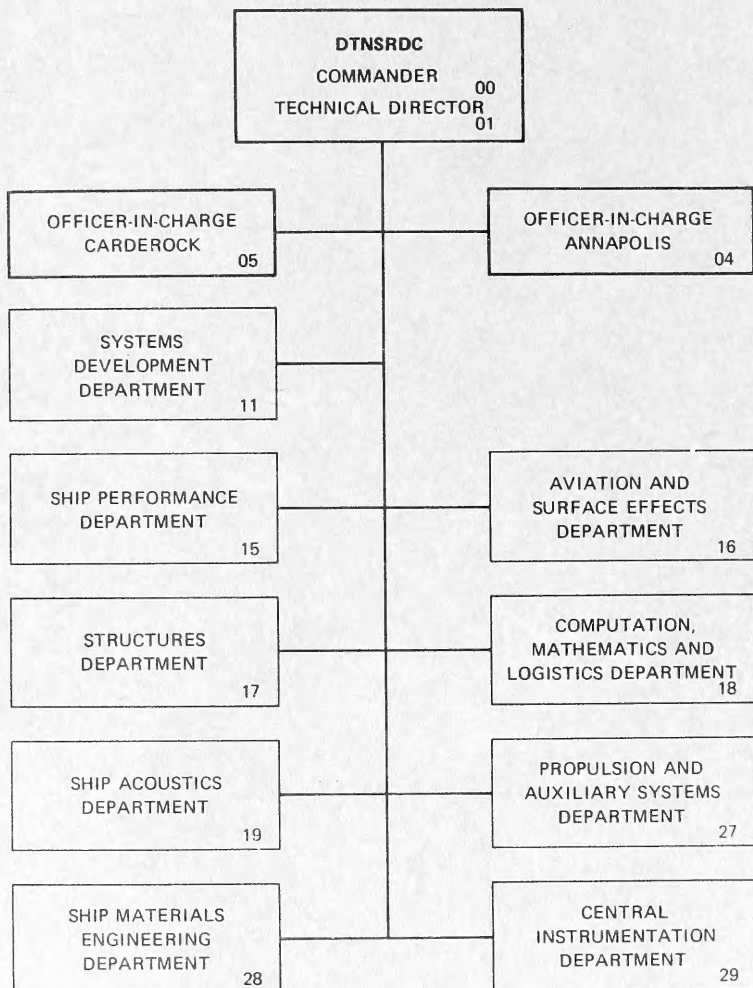 DTNSRDC
COMMANDER
00
TECHNICAL DIRECTOR
01
OFFICER-IN-CHARGE
CARDEROCK
05
OFFICER-IN-CHARGE
ANNAPOLIS
04
SYSTEMS
DEVELOPMENT
DEPARTMENT
11
SHIP PERFORMANCE
DEPARTMENT
15
AVIATION AND
SURFACE EFFECTS
DEPARTMENT
16
STRUCTURES
DEPARTMENT
17
COMPUTATION,
MATHEMATICS AND
LOGISTICS DEPARTMENT
18
SHIP ACOUSTICS
DEPARTMENT
19
PROPULSION AND
AUXILIARY SYSTEMS
DEPARTMENT
27
SHIP MATERIALS
ENGINEERING
DEPARTMENT
28
CENTRAL
INSTRUMENTATION
DEPARTMENT
29